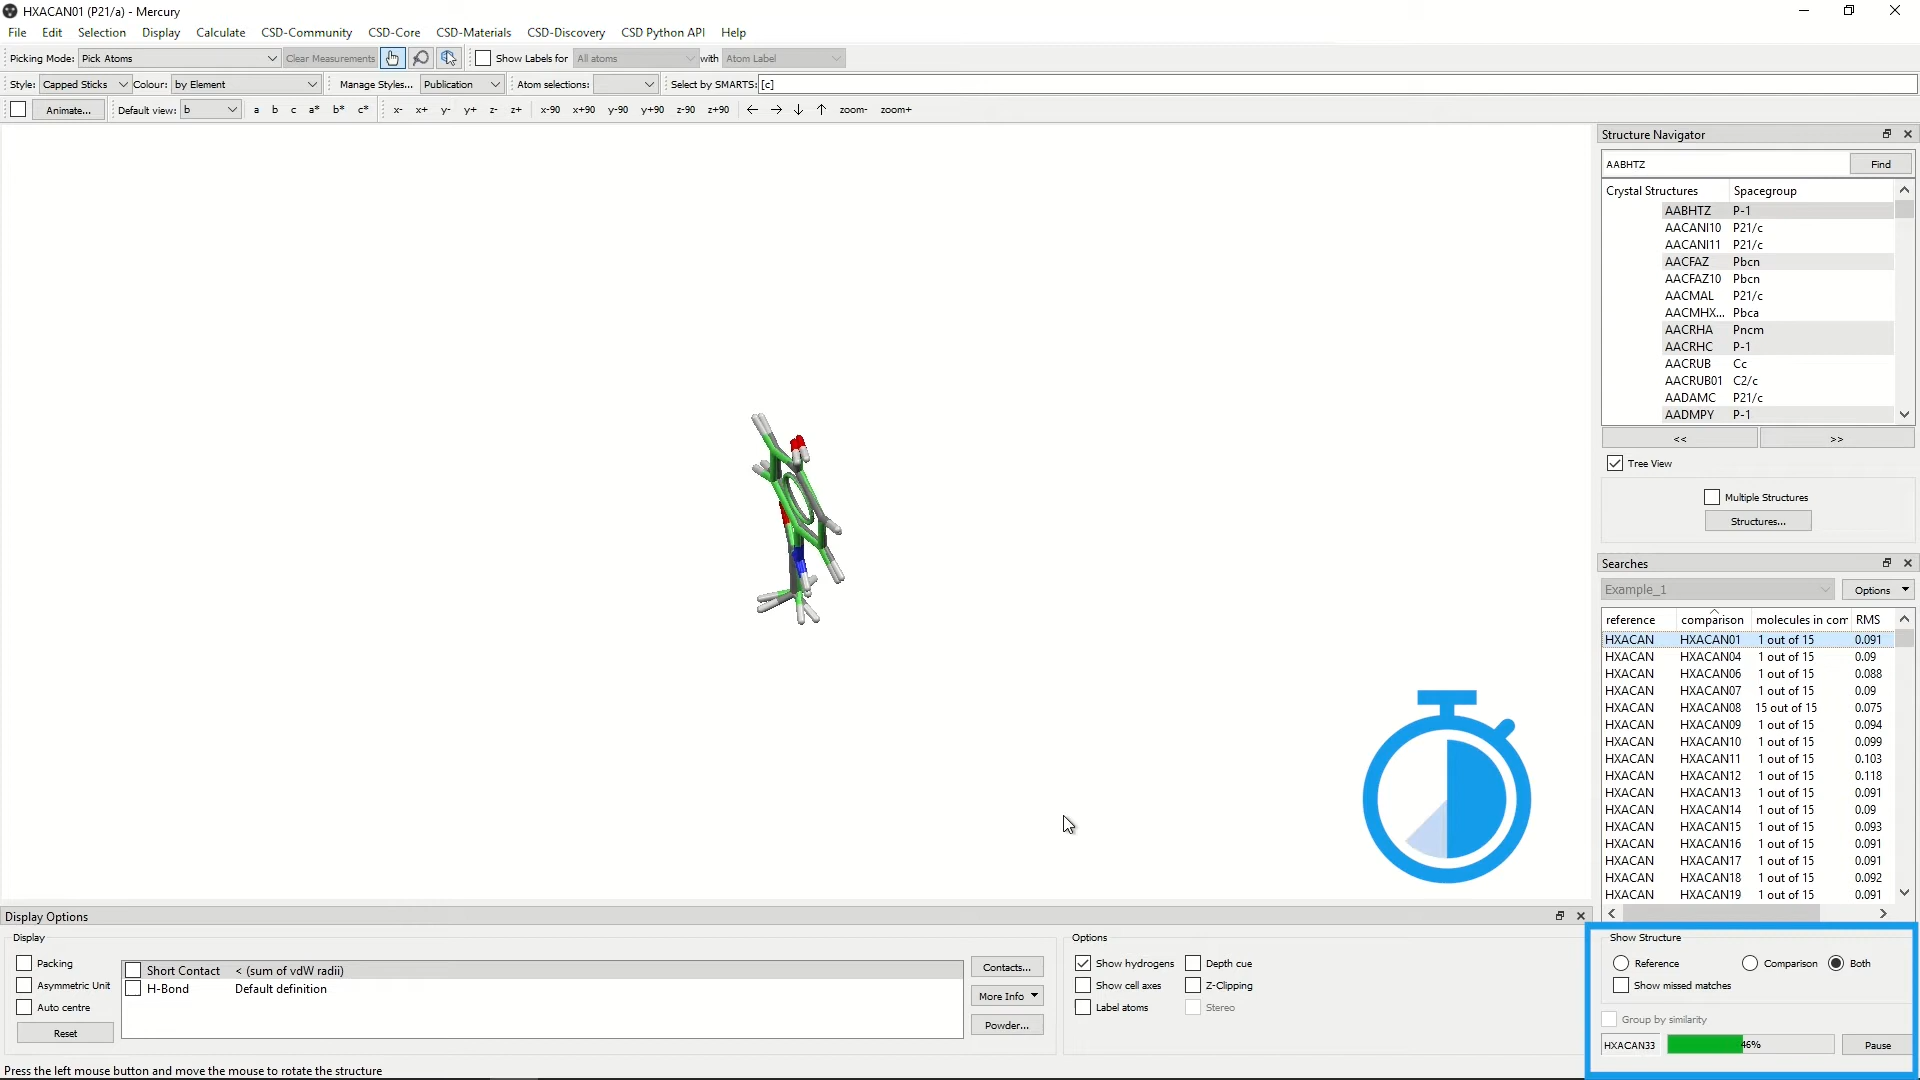 HXACAN01 (P21/a) - Mercury
File Edit Selection Display Calculate CSD-Community CSD-Core CSD-Materials CSD-Discovery CSD Python API Help
Picking Mode: Pick Atoms Clear Measurements Show Labels for All atoms with Atom Label
Style: Capped Sticks Colour: by Element Manage Styles... Publication Atom selections: Select by SMARTS: [c]
Animate... Default view: b a b c a* b* c* x- x+ y- y+ z- z+ x-90 x+90 y-90 y+90 z-90 z+90 zoom- zoom+
Structure Navigator
AABHTZ Find
Crystal Structures Spacegroup
AABHTZ P-1
AACANI10 P21/c
AACANI11 P21/c
AACFAZ Pbcn
AACFAZ10 Pbcn
AACMAL P21/c
AACMHX... Pbca
AACRHA Pncm
AACRHC P-1
AACRUB Cc
AACRUB01 C2/c
AADAMC P21/c
AADMPY P-1
<< >>
Tree View
Multiple Structures
Structures...
Searches
Example_1 Options
reference comparison molecules in com RMS
HXACAN HXACAN01 1 out of 15 0.091
HXACAN HXACAN04 1 out of 15 0.09
HXACAN HXACAN06 1 out of 15 0.088
HXACAN HXACAN07 1 out of 15 0.09
HXACAN HXACAN08 15 out of 15 0.075
HXACAN HXACAN09 1 out of 15 0.094
HXACAN HXACAN10 1 out of 15 0.099
HXACAN HXACAN11 1 out of 15 0.103
HXACAN HXACAN12 1 out of 15 0.118
HXACAN HXACAN13 1 out of 15 0.091
HXACAN HXACAN14 1 out of 15 0.09
HXACAN HXACAN15 1 out of 15 0.093
HXACAN HXACAN16 1 out of 15 0.091
HXACAN HXACAN17 1 out of 15 0.091
HXACAN HXACAN18 1 out of 15 0.092
HXACAN HXACAN19 1 out of 15 0.091
Show Structure
Reference Comparison Both
Show missed matches
Group by similarity
HXACAN33 46% Pause
Display Options
Display
Packing
Asymmetric Unit
Auto centre
Reset
Short Contact < (sum of vdW radii)
H-Bond Default definition
Contacts...
More Info
Powder...
Options
Show hydrogens Depth cue
Show cell axes Z-Clipping
Label atoms Stereo
Press the left mouse button and move the mouse to rotate the structure